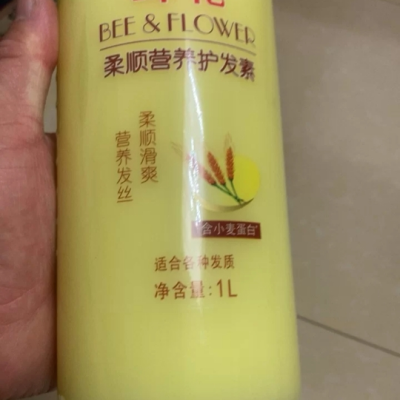 BEE & FLOWER
柔顺营养护发素
柔顺滑爽
营养发丝
含小麦蛋白
适合各种发质
净含量:1L